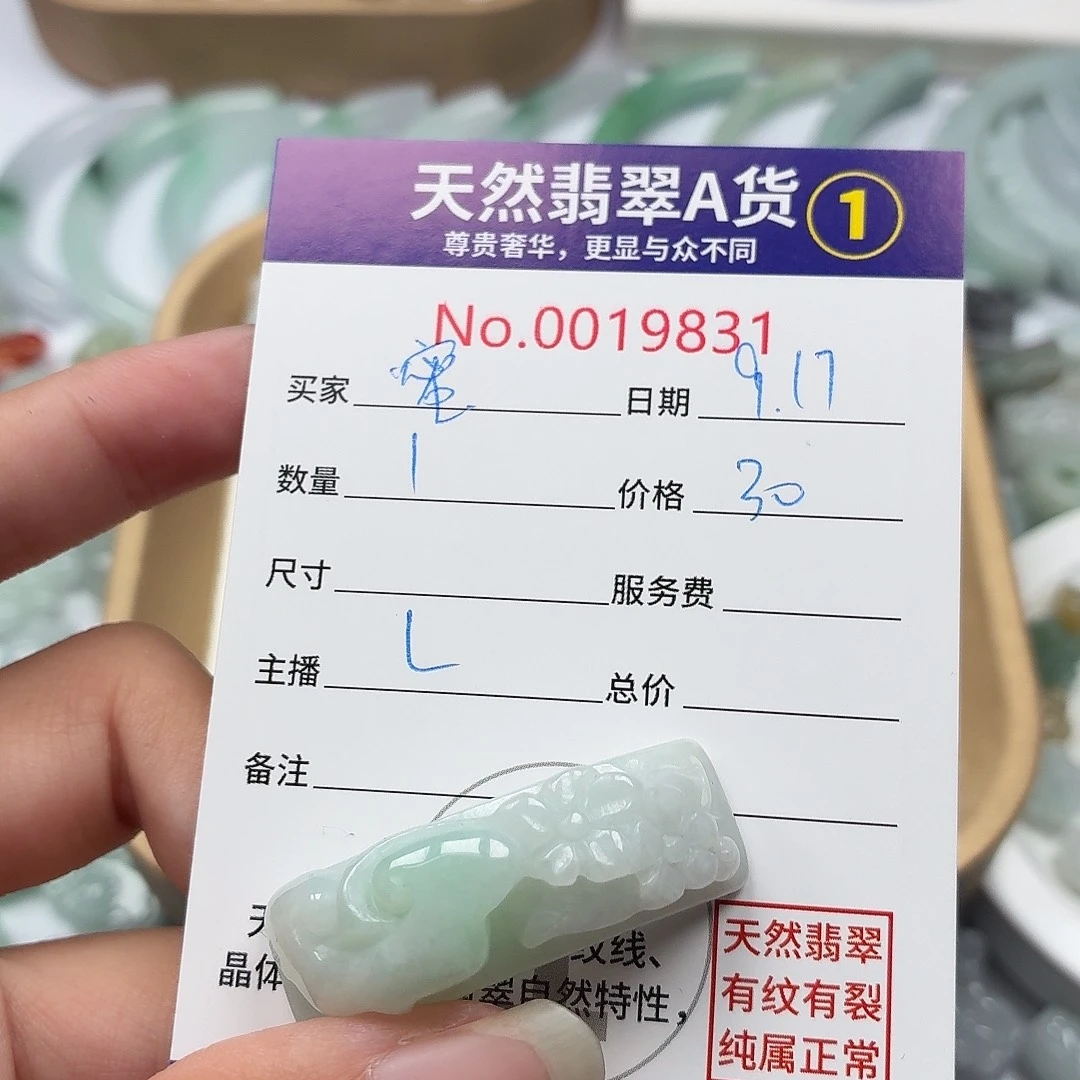 天然翡翠A货 1
尊贵奢华，更显与众不同
No.0019831
买家 日期 9.17
数量 1 价格 30
尺寸 服务费
主播 L 总价
备注
纹线、
晶体 翠自然特性，
天然翡翠
有纹有裂
纯属正常